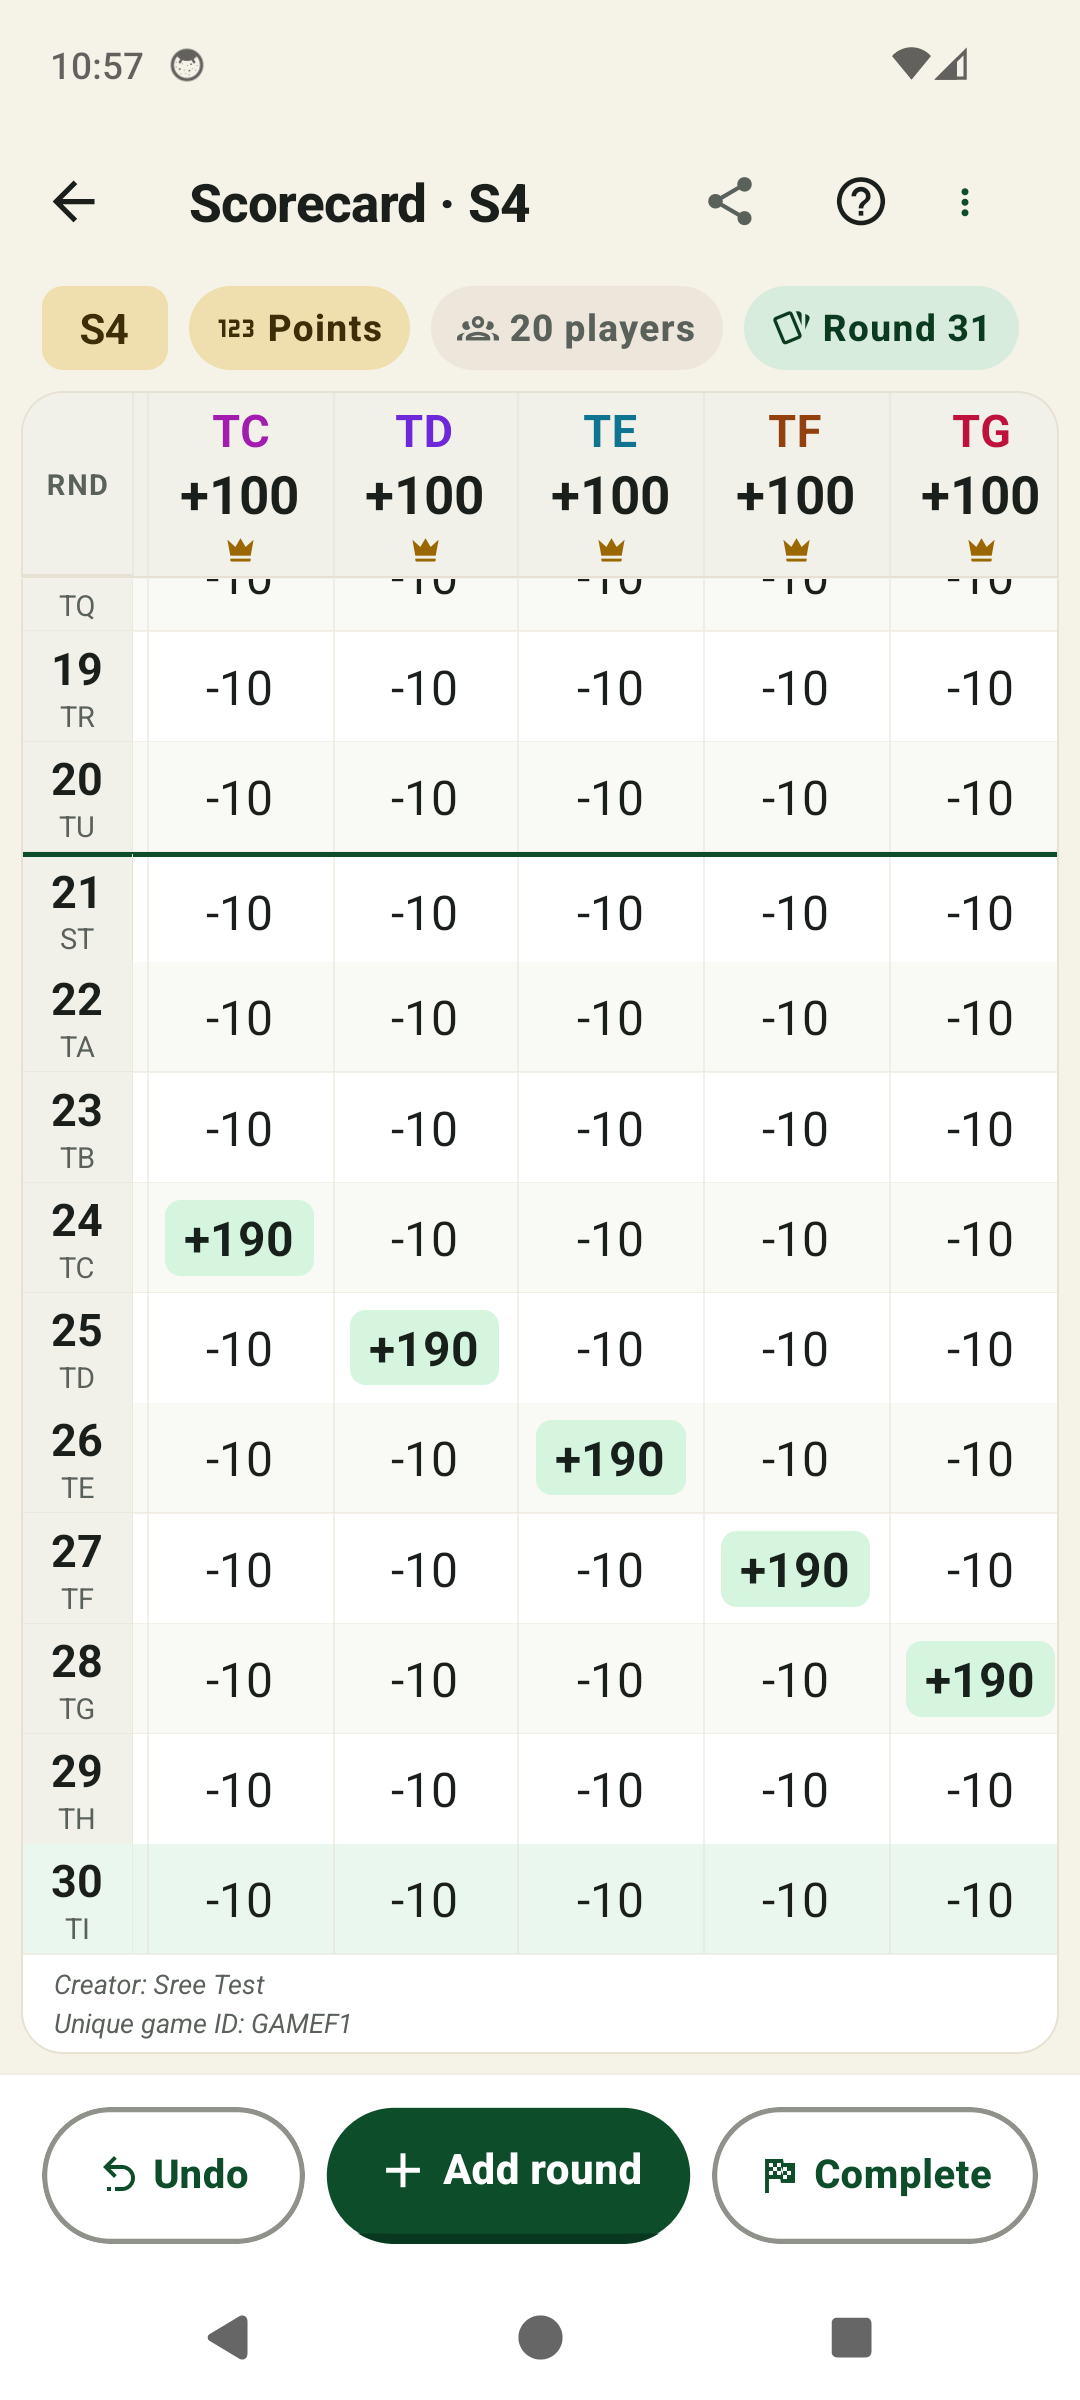 10:57
Scorecard · S4
S4 123 Points 20 players Round 31
RND TC TD TE TF TG
+100 +100 +100 +100 +100
TQ -10 -10 -10 -10 -10
19 TR -10 -10 -10 -10 -10
20 TU -10 -10 -10 -10 -10
21 ST -10 -10 -10 -10 -10
22 TA -10 -10 -10 -10 -10
23 TB -10 -10 -10 -10 -10
24 TC +190 -10 -10 -10 -10
25 TD -10 +190 -10 -10 -10
26 TE -10 -10 +190 -10 -10
27 TF -10 -10 -10 +190 -10
28 TG -10 -10 -10 -10 +190
29 TH -10 -10 -10 -10 -10
30 TI -10 -10 -10 -10 -10
Creator: Sree Test
Unique game ID: GAMEF1
Undo + Add round Complete